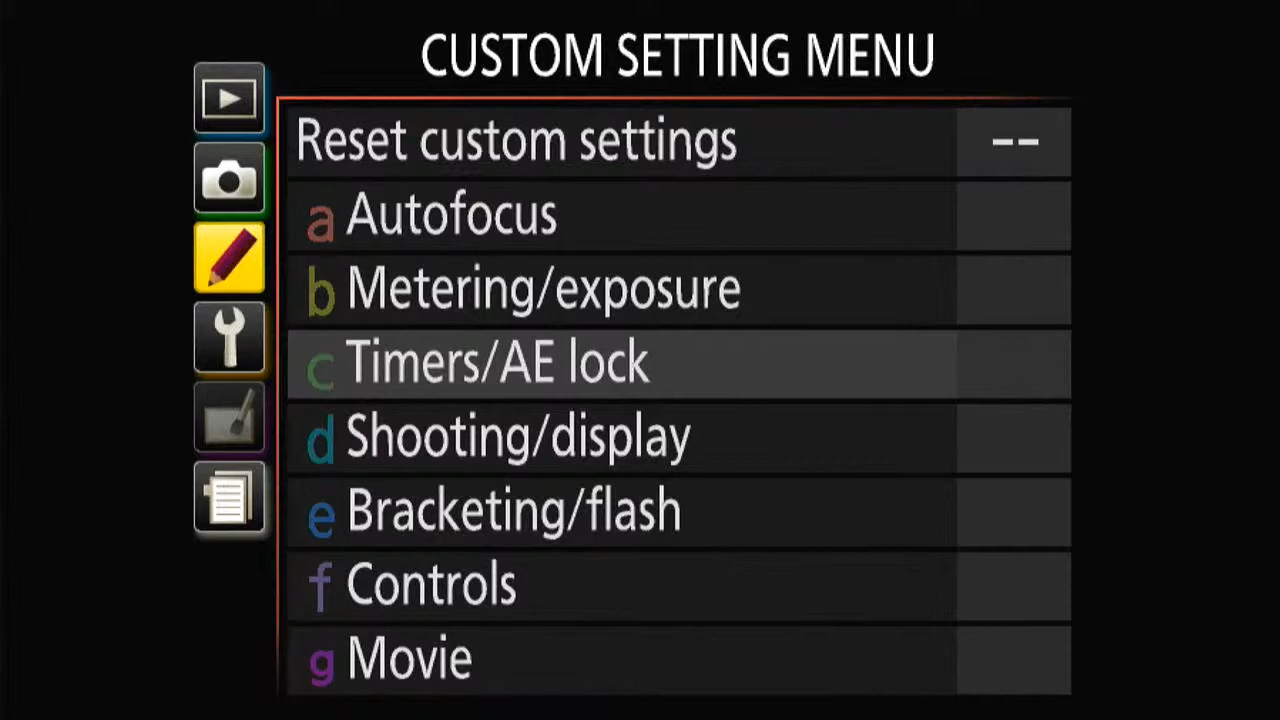 CUSTOM SETTING MENU
Reset custom settings --
a Autofocus
b Metering/exposure
c Timers/AE lock
d Shooting/display
e Bracketing/flash
f Controls
g Movie